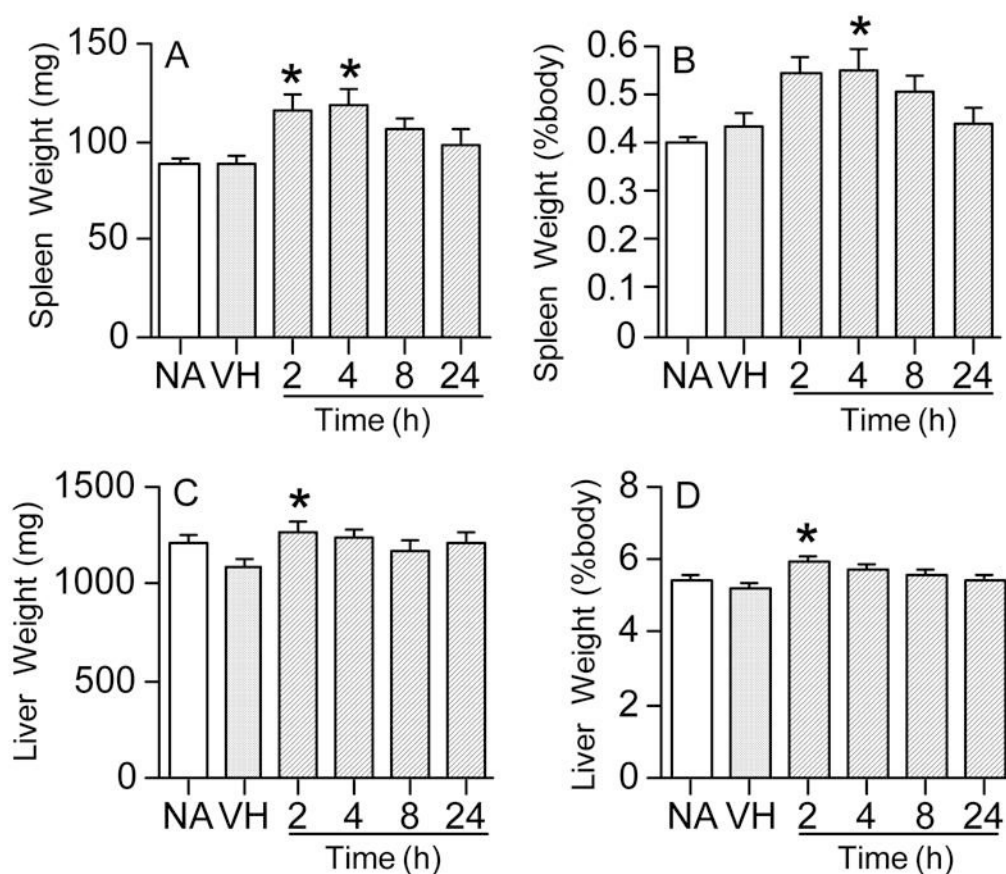 A
Spleen Weight (mg)
150
100
50
0
* *
NA VH 2 4 8 24
Time (h)
B
Spleen Weight (%body)
0.6
0.5
0.4
0.3
0.2
0.1
0
*
NA VH 2 4 8 24
Time (h)
C
Liver Weight (mg)
1500
1000
500
0
*
NA VH 2 4 8 24
Time (h)
D
Liver Weight (%body)
8
6
4
2
0
*
NA VH 2 4 8 24
Time (h)